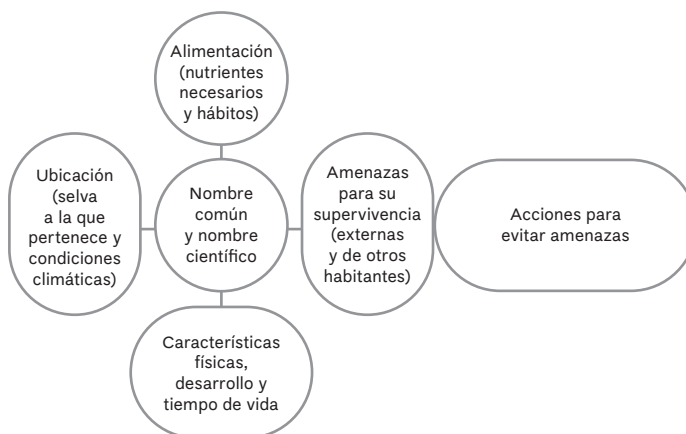 Alimentación
(nutrientes
necesarios
y hábitos)
Ubicación
(selva
a la que
pertenece y
condiciones
climáticas)
Nombre
común
y nombre
científico
Amenazas
para su
supervivencia
(externas
y de otros
habitantes)
Acciones para
evitar amenazas
Características
físicas,
desarrollo y
tiempo de vida